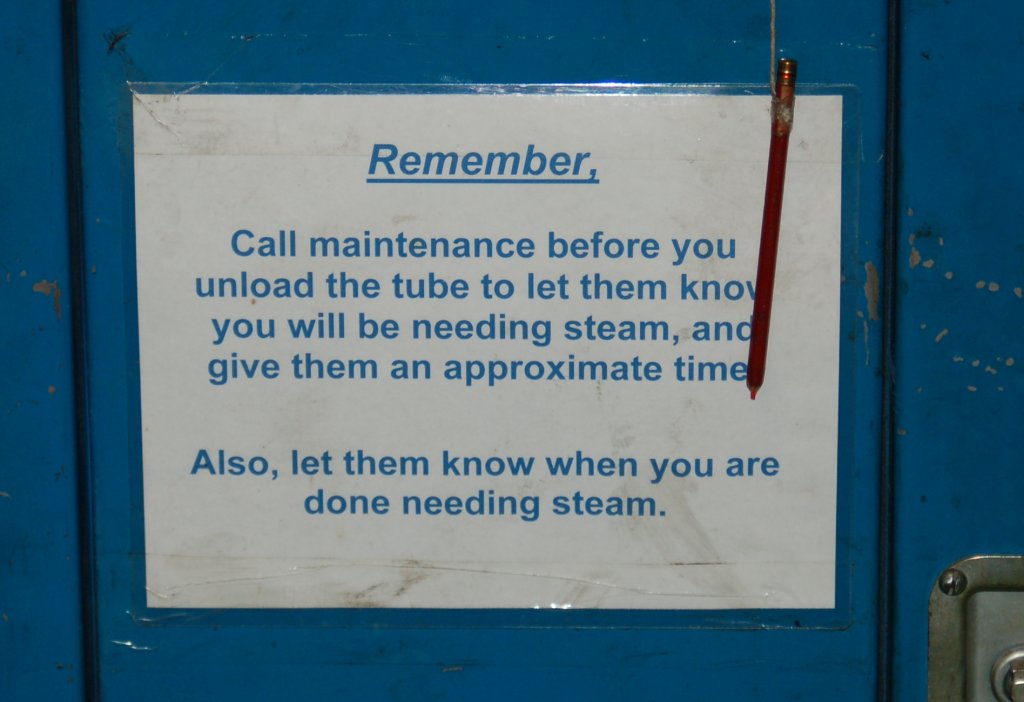 Remember,
Call maintenance before you
unload the tube to let them know
you will be needing steam, and
give them an approximate time
Also, let them know when you are
done needing steam.